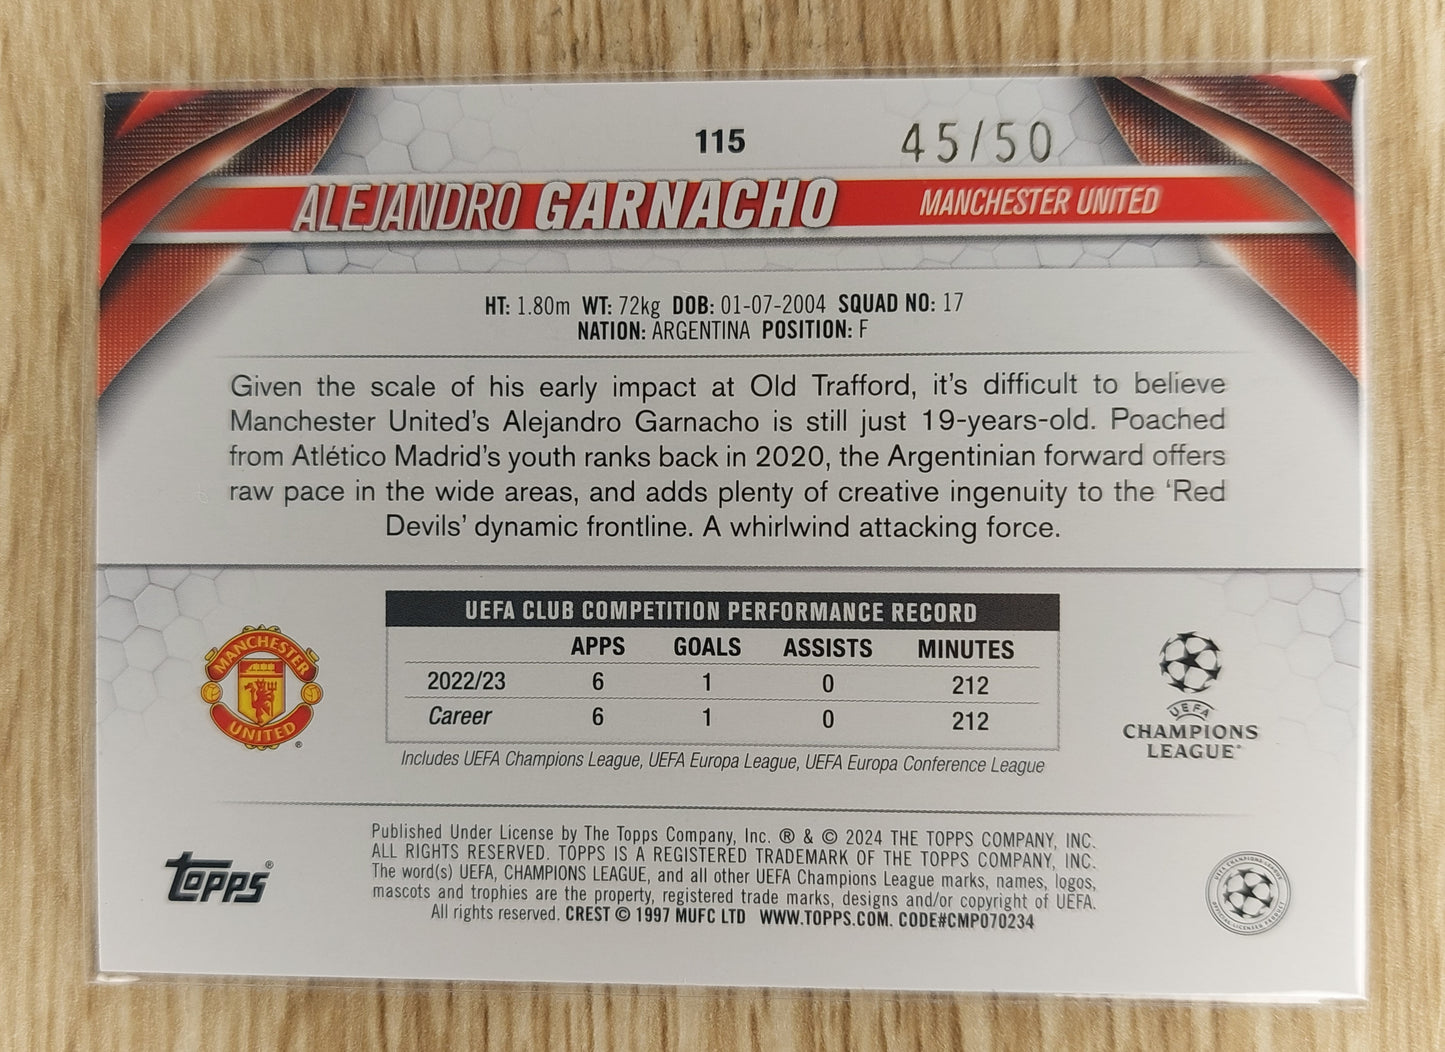 115 45/50
ALEJANDRO GARNACHO MANCHESTER UNITED
HT: 1.80m WT: 72kg DOB: 01-07-2004 SQUAD NO: 17
NATION: ARGENTINA POSITION: F
Given the scale of his early impact at Old Trafford, it's difficult to believe
Manchester United's Alejandro Garnacho is still just 19-years-old. Poached
from Atlético Madrid's youth ranks back in 2020, the Argentinian forward offers
raw pace in the wide areas, and adds plenty of creative ingenuity to the ‘Red
Devils’ dynamic frontline. A whirlwind attacking force.
UEFA CLUB COMPETITION PERFORMANCE RECORD
APPS GOALS ASSISTS MINUTES
2022/23 6 1 0 212
Career 6 1 0 212
Includes UEFA Champions League, UEFA Europa League, UEFA Europa Conference League
MANCHESTER
UNITED
®
UEFA
CHAMPIONS
LEAGUE®
Published Under License by The Topps Company, Inc. ® & © 2024 THE TOPPS COMPANY, INC.
ALL RIGHTS RESERVED. TOPPS IS A REGISTERED TRADEMARK OF THE TOPPS COMPANY, INC.
The word(s) UEFA, CHAMPIONS LEAGUE, and all other UEFA Champions League marks, names, logos,
mascots and trophies are the property, registered trade marks, designs and/or copyright of UEFA.
All rights reserved. CREST © 1997 MUFC LTD WWW.TOPPS.COM. CODE#CMP070234
Topps®
UEFA CHAMPIONS LEAGUE
OFFICIAL LICENSED PRODUCT